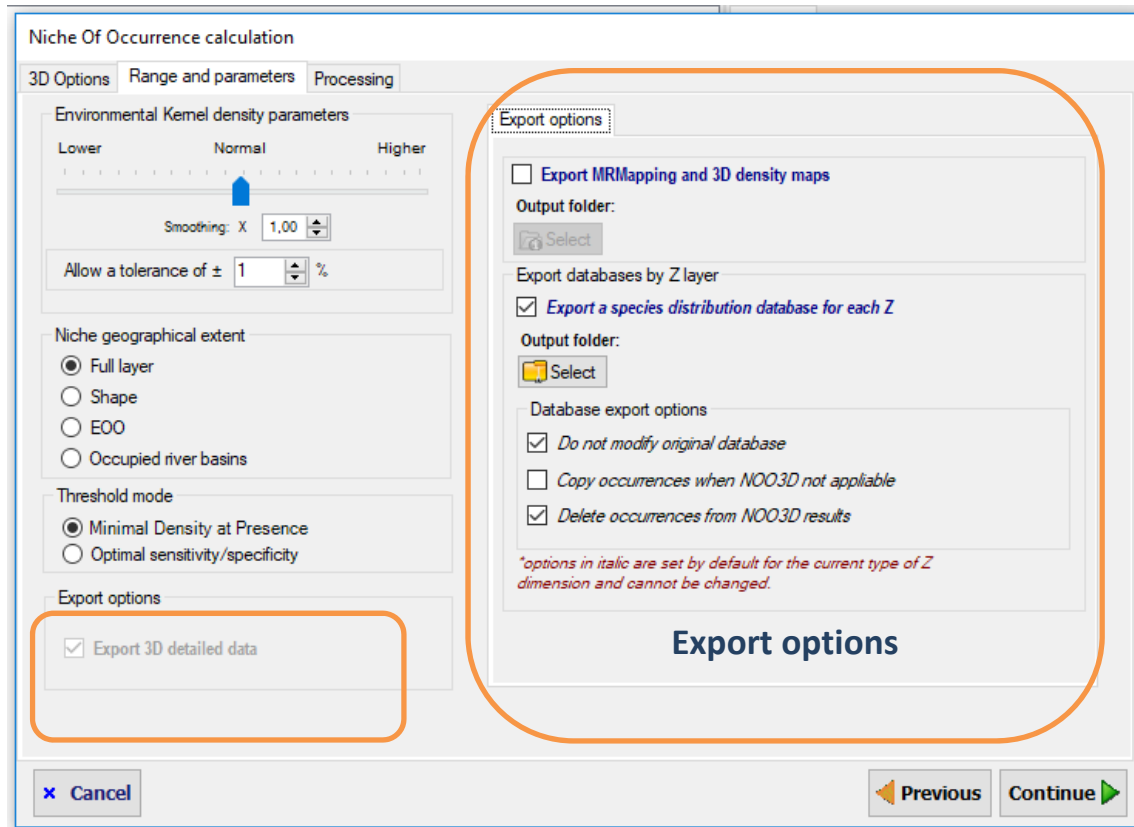 Niche Of Occurrence calculation
3D Options Range and parameters Processing
Environmental Kernel density parameters
Lower Normal Higher
Smoothing: X 1,00
Allow a tolerance of ± 1 %
Niche geographical extent
Full layer
Shape
EOO
Occupied river basins
Threshold mode
Minimal Density at Presence
Optimal sensitivity/specificity
Export options
Export 3D detailed data
Export options
Export MRMapping and 3D density maps
Output folder:
Select
Export databases by Z layer
Export a species distribution database for each Z
Output folder:
Select
Database export options
Do not modify original database
Copy occurrences when NOO3D not appliable
Delete occurrences from NOO3D results
*options in italic are set by default for the current type of Z
dimension and cannot be changed.
Export options
Cancel Previous Continue